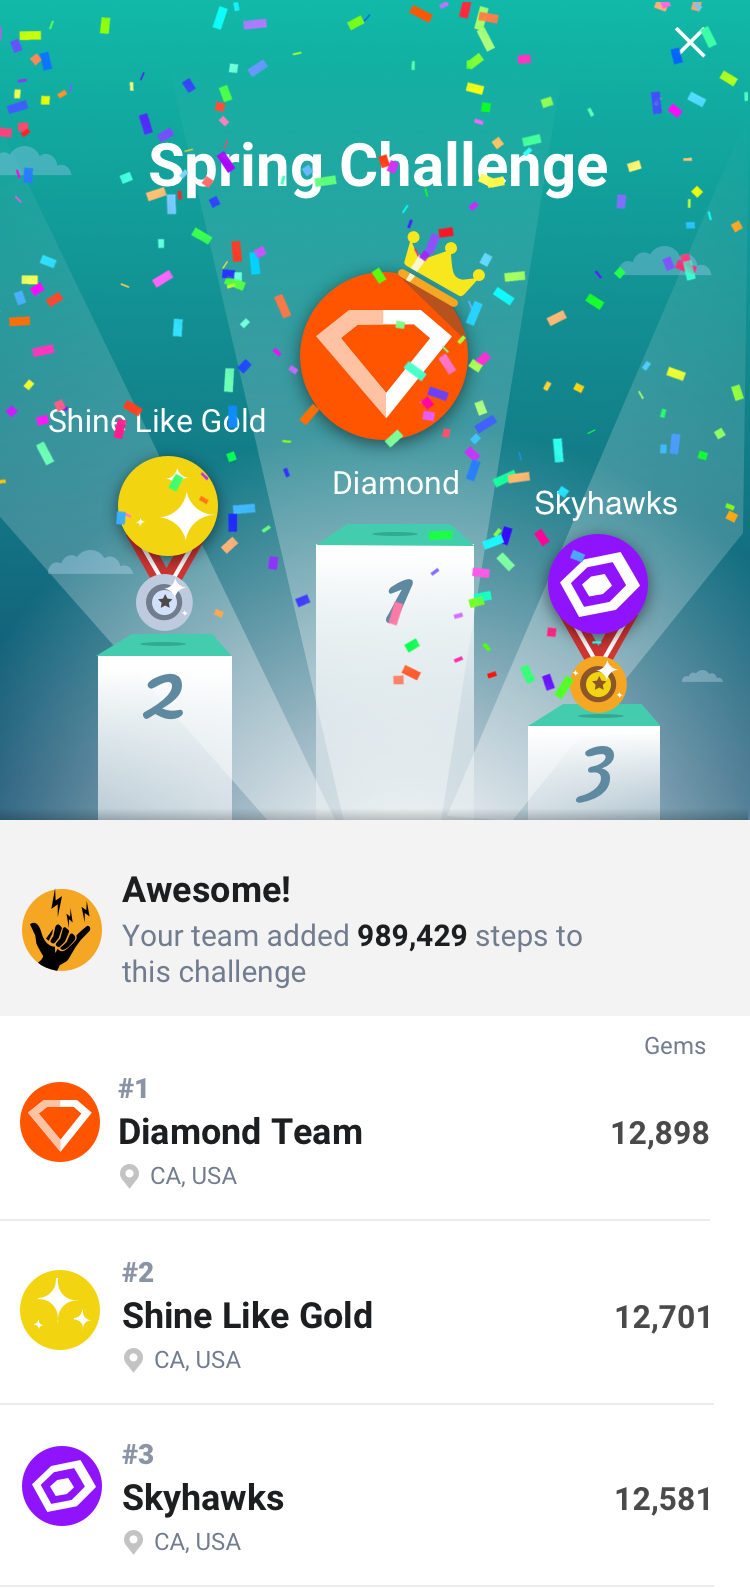 Spring Challenge
Shine Like Gold
Diamond
Skyhawks
1
2
3
Awesome!
Your team added 989,429 steps to
this challenge
Gems
#1
Diamond Team
12,898
CA, USA
#2
Shine Like Gold
12,701
CA, USA
#3
Skyhawks
12,581
CA, USA